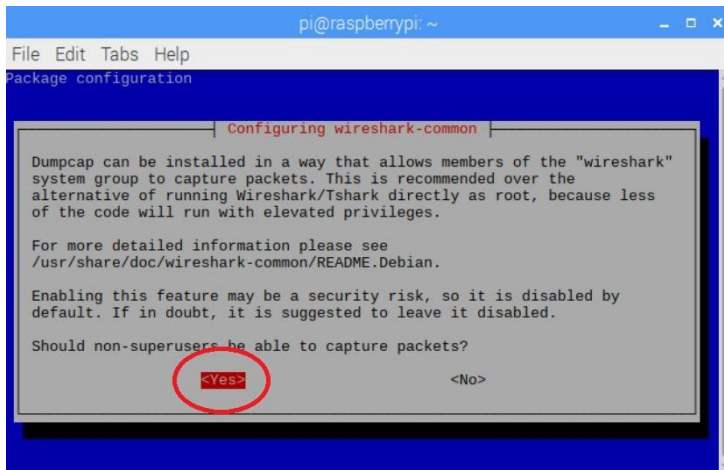 pi@raspberrypi: ~
File Edit Tabs Help
Package configuration
Configuring wireshark-common
Dumpcap can be installed in a way that allows members of the "wireshark"
system group to capture packets. This is recommended over the
alternative of running Wireshark/Tshark directly as root, because less
of the code will run with elevated privileges.
For more detailed information please see
/usr/share/doc/wireshark-common/README.Debian.
Enabling this feature may be a security risk, so it is disabled by
default. If in doubt, it is suggested to leave it disabled.
Should non-superusers be able to capture packets?
<Yes> <No>